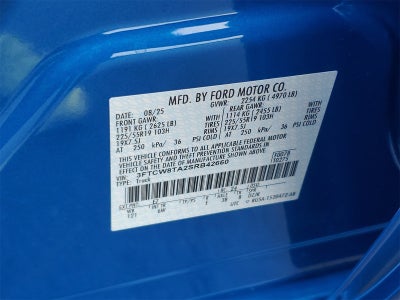 MFD. BY FORD MOTOR CO.
DATE: 08/25 GVWR: 2254 KG ( 4970 LB)
FRONT GAWR: REAR GAWR:
1191 KG ( 2625 LB) 1114 KG ( 2455 LB)
225/55R19 103H TIRES 225/55R19 103H
19X7.5J RIMS 19X7.5J RIMS
AT 250 kPa/ 36 PSI COLD AT 250 kPa/ 36 PSI COLD
THIS VEHICLE CONFORMS TO ALL APPLICABLE FEDERAL
MOTOR VEHICLE SAFETY AND THEFT PREVENTION STANDARDS IN
EFFECT ON THE DATE OF MANUFACTURE SHOWN ABOVE.
VIN: 3FTCW8TA2SRB42660
TYPE: Truck
EXT PNT:
WB
121